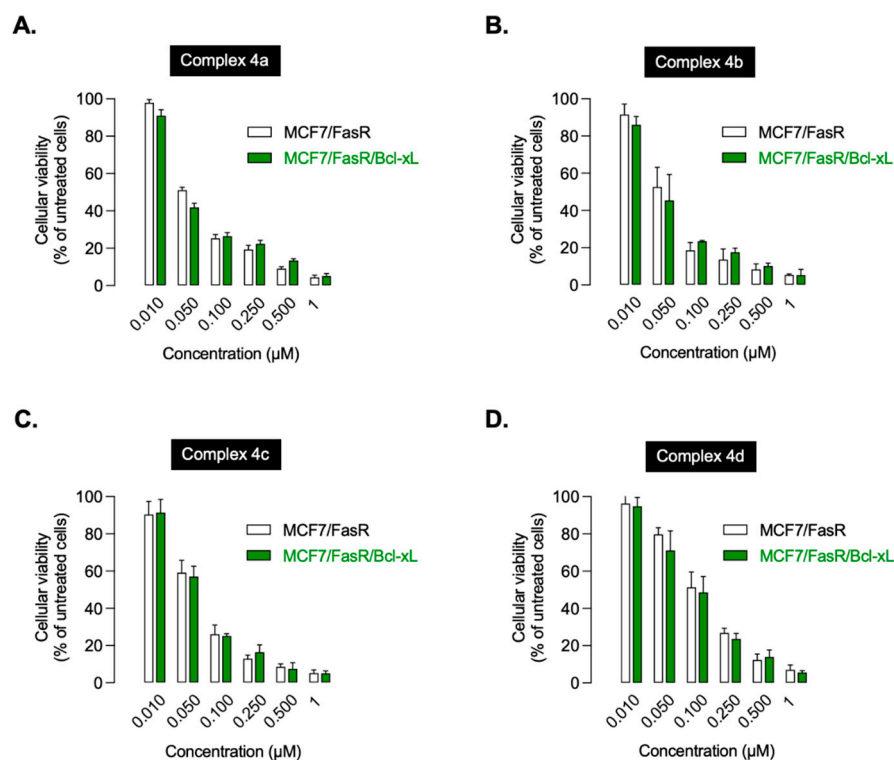 A.
Complex 4a
Cellular viability
(% of untreated cells)
100
80
60
40
20
0
MCF7/FasR
MCF7/FasR/Bcl-xL
0.010
0.050
0.100
0.250
0.500
1
Concentration (µM)
B.
Complex 4b
Cellular viability
(% of untreated cells)
100
80
60
40
20
0
MCF7/FasR
MCF7/FasR/Bcl-xL
0.010
0.050
0.100
0.250
0.500
1
Concentration (µM)
C.
Complex 4c
Cellular viability
(% of untreated cells)
100
80
60
40
20
0
MCF7/FasR
MCF7/FasR/Bcl-xL
0.010
0.050
0.100
0.250
0.500
1
Concentration (µM)
D.
Complex 4d
Cellular viability
(% of untreated cells)
100
80
60
40
20
0
MCF7/FasR
MCF7/FasR/Bcl-xL
0.010
0.050
0.100
0.250
0.500
1
Concentration (µM)